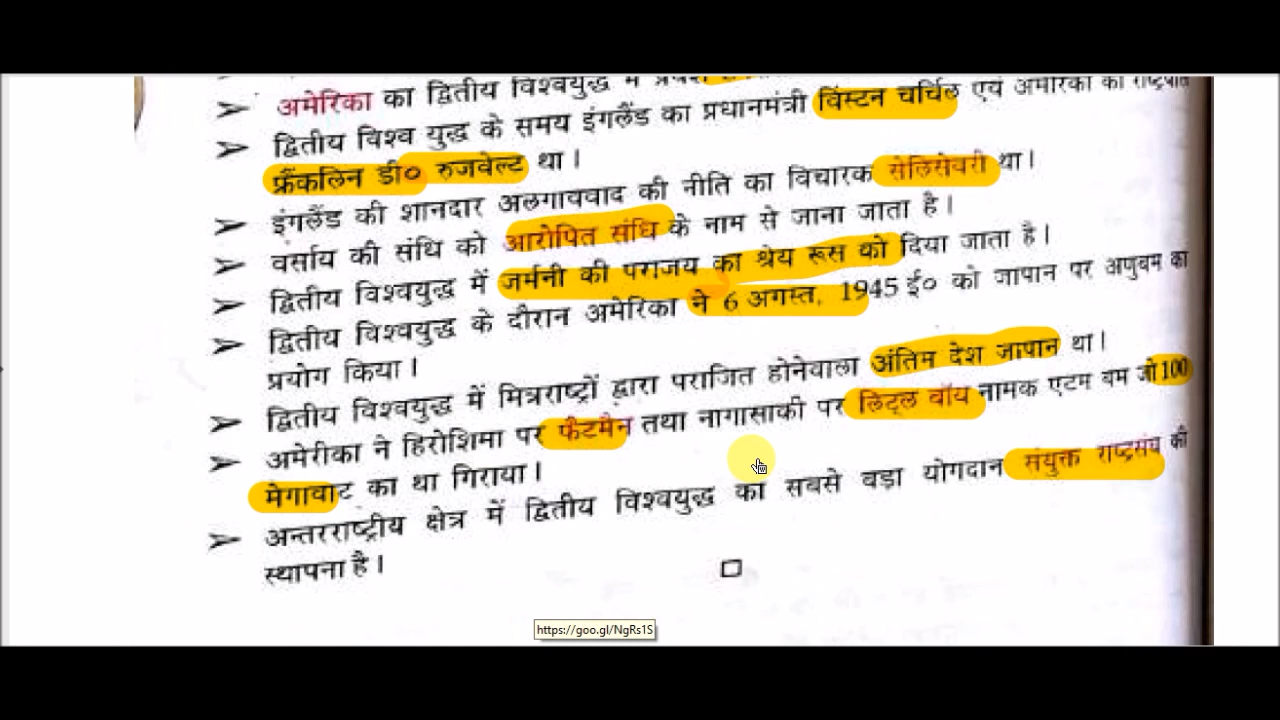 ➢ अमेरिका का द्वितीय विश्वयुद्ध में प्रवेश
➢ द्वितीय विश्व युद्ध के समय इंगलैंड का प्रधानमंत्री विंस्टन चर्चिल एवं अमेरिका का राष्ट्रपति
फ्रैंकलिन डी० रुजवेल्ट था।
➢ इंगलैंड की शानदार अलगाववाद की नीति का विचारक सेलिसेवरी था।
➢ वर्साय की संधि को आरोपित संधि के नाम से जाना जाता है।
➢ द्वितीय विश्वयुद्ध में जर्मनी की पराजय का श्रेय रूस को दिया जाता है।
➢ द्वितीय विश्वयुद्ध के दौरान अमेरिका ने 6 अगस्त, 1945 ई० को जापान पर अणुबम का
प्रयोग किया।
➢ द्वितीय विश्वयुद्ध में मित्रराष्ट्रों द्वारा पराजित होनेवाला अंतिम देश जापान था।
➢ अमेरीका ने हिरोशिमा पर फैटमैन तथा नागासाकी पर लिट्ल बॉय नामक एटम बम जो 100
मेगावाट का था गिराया।
➢ अन्तरराष्ट्रीय क्षेत्र में द्वितीय विश्वयुद्ध का सबसे बड़ा योगदान संयुक्त राष्ट्रसंघ की
स्थापना है।
https://goo.gl/NgRs1S